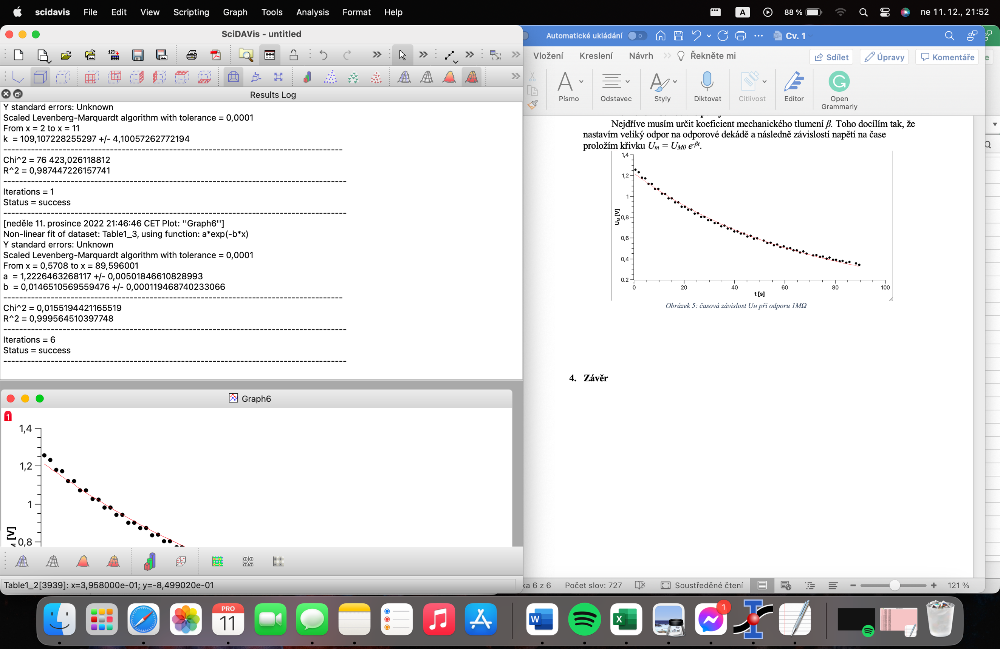 scidavis File Edit View Scripting Graph Tools Analysis Format Help
A 88 % ne 11. 12., 21:52
SciDAVis - untitled
Results Log
Y standard errors: Unknown
Scaled Levenberg-Marquardt algorithm with tolerance = 0,0001
From x = 2 to x = 11
k = 109,107228255297 +/- 4,10057262772194
--------------------------------------------------------------------------------------
Chi^2 = 76 423,026118812
R^2 = 0,987447226157741
---------------------------------------------------------------------------------------
Iterations = 1
Status = success
---------------------------------------------------------------------------------------
[neděle 11. prosince 2022 21:46:46 CET Plot: ''Graph6'']
Non-linear fit of dataset: Table1_3, using function: a*exp(-b*x)
Y standard errors: Unknown
Scaled Levenberg-Marquardt algorithm with tolerance = 0,0001
From x = 0,5708 to x = 89,596001
a = 1,2226463268117 +/- 0,00501846610828993
b = 0,0146510569559476 +/- 0,000119468740233066
--------------------------------------------------------------------------------------
Chi^2 = 0,0155194421165519
R^2 = 0,999564510397748
---------------------------------------------------------------------------------------
Iterations = 6
Status = success
---------------------------------------------------------------------------------------
Graph6
1
1,4
1,2
1
0,8
[V]
Table1_2[3939]: x=3,958000e-01; y=-8,499020e-01
Automatické ukládání
Cv. 1
Vložení Kreslení Návrh Řekněte mi
Sdílet Úpravy Komentáře
Písmo Odstavec Styly Diktovat Citlivost Editor Open
Grammarly
Nejdříve musím určit koeficient mechanického tlumení β. Toho docílím tak, že
nastavím veliký odpor na odporové dekádě a následně závislostí napětí na čase
proložím křivku Um = UM0 e-βt.
1,4
1,2
1
0,8
0,6
0,4
0.2
UM [V]
0 20 40 60 80 100
t [s]
Obrázek 5: časová závislost UM při odporu 1MΩ
4. Závěr
ka 6 z 6 Počet slov: 727 Soustředěné čtení 121 %
PRO
11
W
X
1